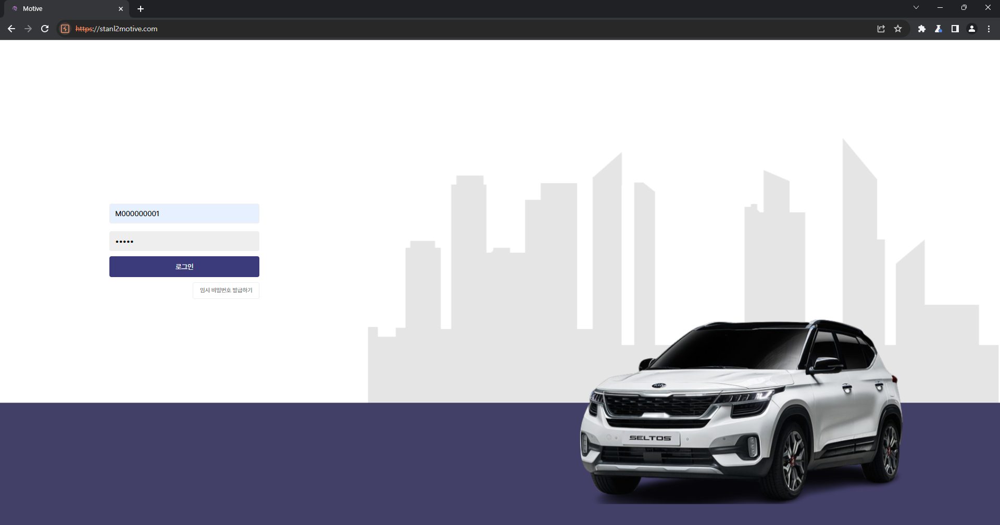 Motive
https://stanl2motive.com
M000000001
•••••
로그인
임시 비밀번호 발급하기
KIA
SELTOS